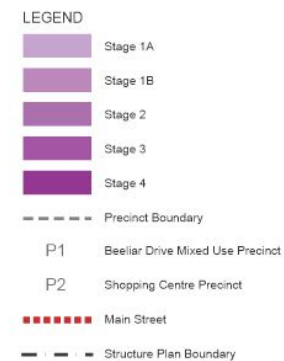 LEGEND
Stage 1A
Stage 1B
Stage 2
Stage 3
Stage 4
Precinct Boundary
P1 Beeliar Drive Mixed Use Precinct
P2 Shopping Centre Precinct
Main Street
Structure Plan Boundary